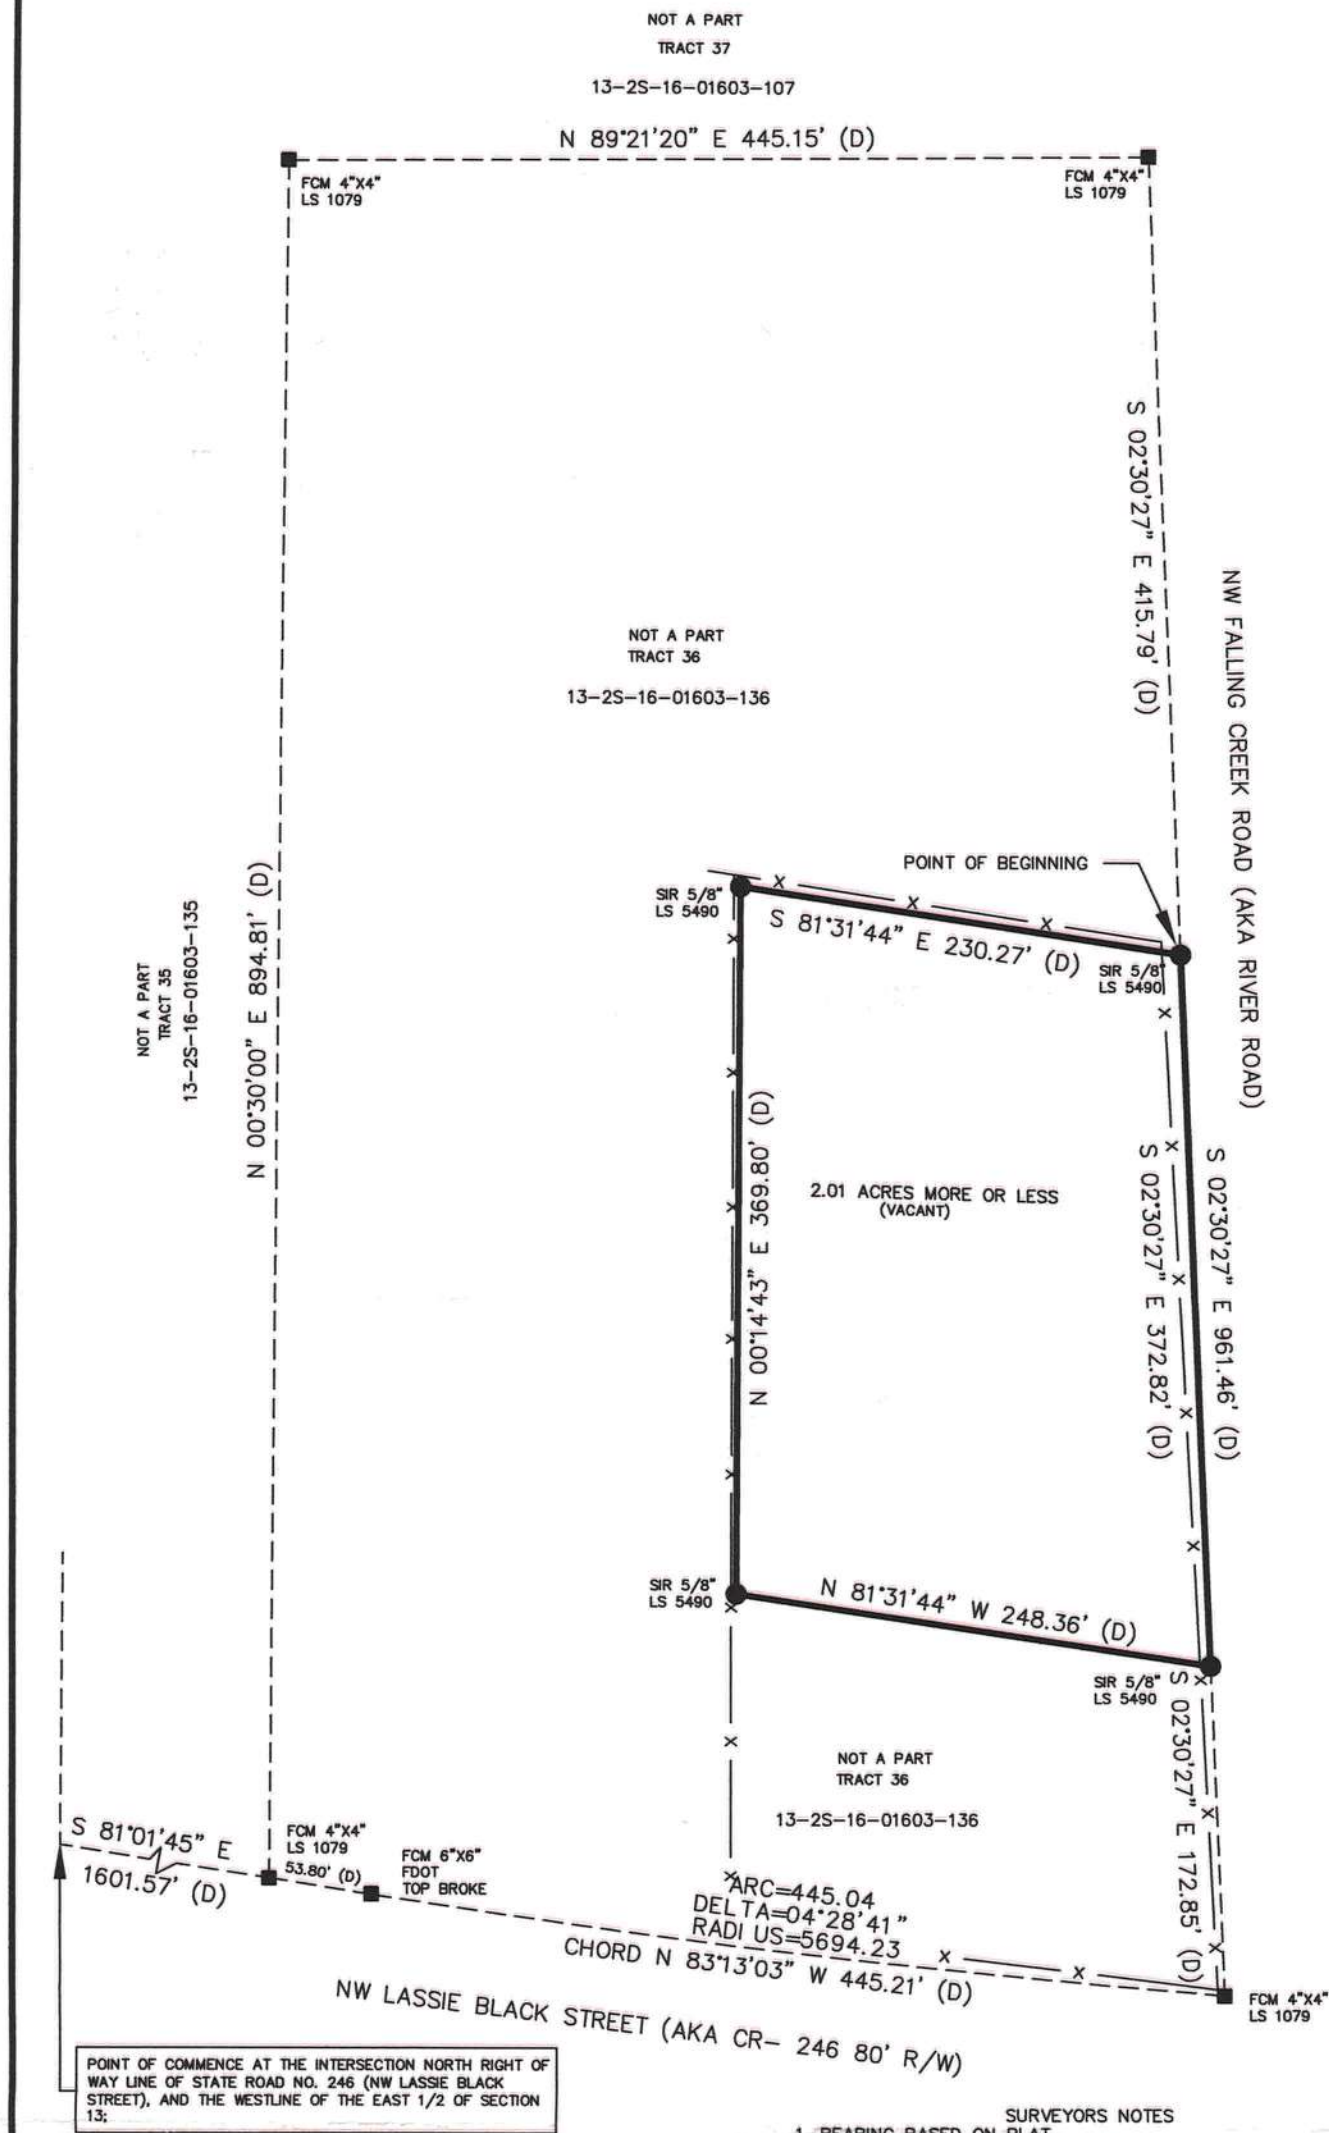 NOT A PART
TRACT 37
13-2S-16-01603-107
N 89°21'20" E 445.15' (D)
FCM 4"X4"
LS 1079
FCM 4"X4"
LS 1079
S 02°30'27" E 415.79' (D)
NW FALLING CREEK ROAD (AKA RIVER ROAD)
NOT A PART
TRACT 36
13-2S-16-01603-136
POINT OF BEGINNING
SIR 5/8"
LS 5490
S 81°31'44" E 230.27' (D)
SIR 5/8"
LS 5490
NOT A PART
TRACT 35
13-2S-16-01603-135
N 00°30'00" E 894.81' (D)
N 00°14'43" E 369.80' (D)
2.01 ACRES MORE OR LESS
(VACANT)
S 02°30'27" E 372.82' (D)
S 02°30'27" E 961.46' (D)
SIR 5/8"
LS 5490
N 81°31'44" W 248.36' (D)
SIR 5/8"
LS 5490
S 02°30'27" E 172.85' (D)
NOT A PART
TRACT 36
13-2S-16-01603-136
S 81°01'45" E
1601.57' (D)
FCM 4"X4"
LS 1079
53.80' (D)
FCM 6"X6"
FDOT
TOP BROKE
ARC=445.04
DELTA=04°28'41"
RADIUS=5694.23
CHORD N 83°13'03" W 445.21' (D)
FCM 4"X4"
LS 1079
NW LASSIE BLACK STREET (AKA CR- 246 80' R/W)
POINT OF COMMENCE AT THE INTERSECTION NORTH RIGHT OF
WAY LINE OF STATE ROAD NO. 246 (NW LASSIE BLACK
STREET), AND THE WESTLINE OF THE EAST 1/2 OF SECTION
13;
SURVEYORS NOTES
1. BEARING BASED ON PLAT